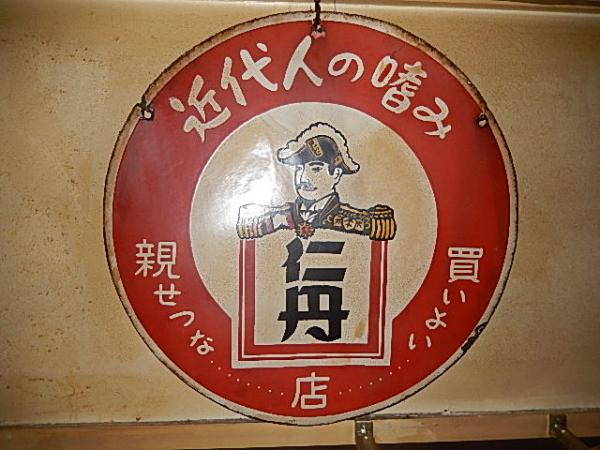 近代人の嗜み
仁丹
買いよい
親せつな
店